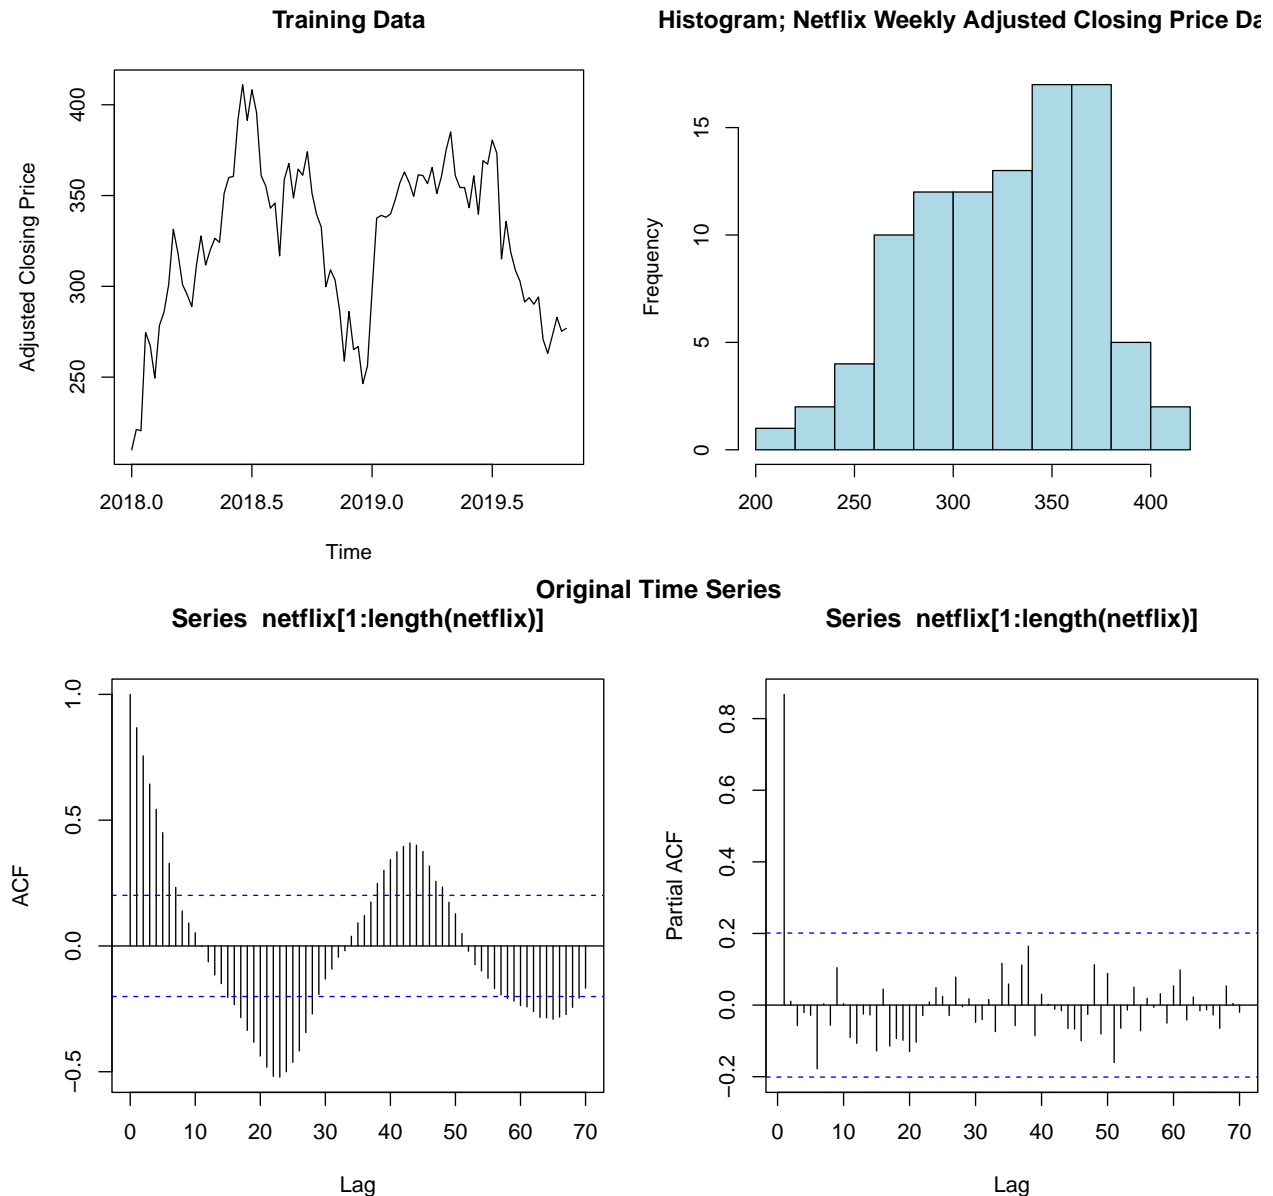 Training Data
Adjusted Closing Price
250 300 350 400
2018.0 2018.5 2019.0 2019.5
Time
Histogram; Netflix Weekly Adjusted Closing Price Da
Frequency
0 5 10 15
200 250 300 350 400
Original Time Series
Series netflix[1:length(netflix)]
ACF
−0.5 0.0 0.5 1.0
0 10 20 30 40 50 60 70
Lag
Series netflix[1:length(netflix)]
Partial ACF
−0.2 0.0 0.2 0.4 0.6 0.8
0 10 20 30 40 50 60 70
Lag